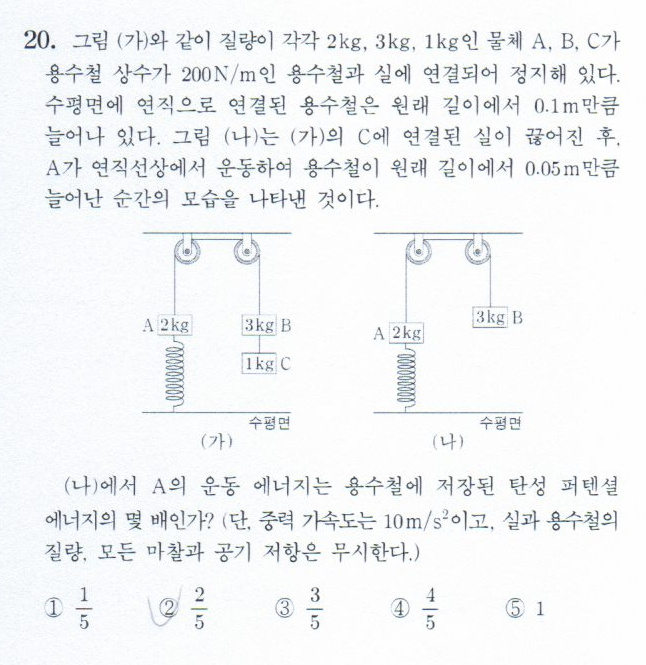 20. 그림 (가)와 같이 질량이 각각 2kg, 3kg, 1kg인 물체 A, B, C가
용수철 상수가 200N/m인 용수철과 실에 연결되어 정지해 있다.
수평면에 연직으로 연결된 용수철은 원래 길이에서 0.1m만큼
늘어나 있다. 그림 (나)는 (가)의 C에 연결된 실이 끊어진 후,
A가 연직선상에서 운동하여 용수철이 원래 길이에서 0.05m만큼
늘어난 순간의 모습을 나타낸 것이다.
A 2kg 3kg B
1kg C
수평면
(가)
A 2kg 3kg B
수평면
(나)
(나)에서 A의 운동 에너지는 용수철에 저장된 탄성 퍼텐셜
에너지의 몇 배인가? (단, 중력 가속도는 10m/s²이고, 실과 용수철의
질량, 모든 마찰과 공기 저항은 무시한다.)
① 1/5 ② 2/5 ③ 3/5 ④ 4/5 ⑤ 1